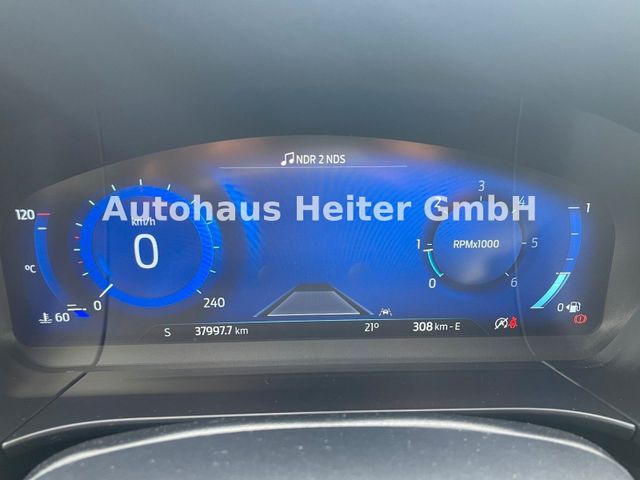 NDR 2 NDS
Autohaus Heiter GmbH
120
km/h
0
°C
60
0
240
RPMx1000
0
1
2
3
4
5
6
1
0
S
37997.7 km
21°
308 km - E